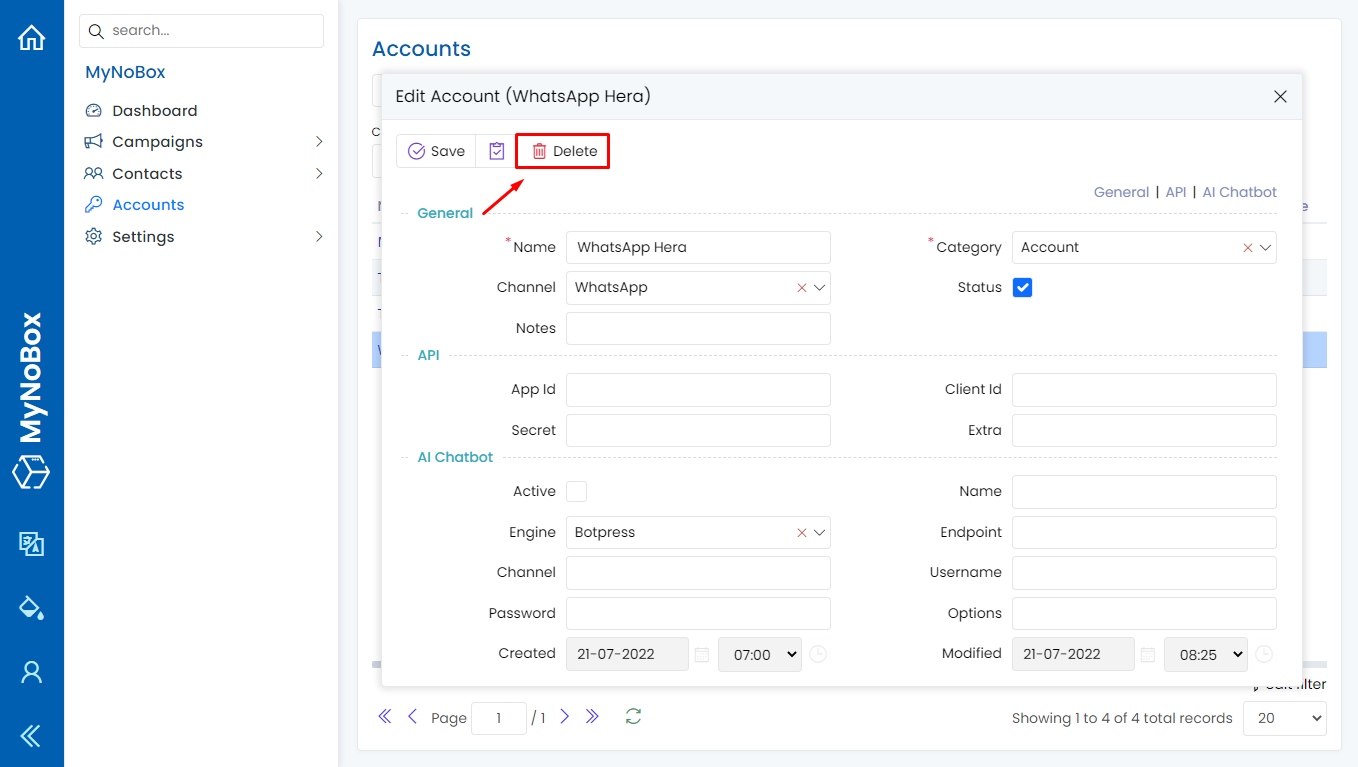 search...
MyNoBox
Dashboard
Campaigns
Contacts
Accounts
Settings
MyNoBox
Accounts
Edit Account (WhatsApp Hera)
Save
Delete
General | API | AI Chatbot
General
*Name WhatsApp Hera *Category Account
Channel WhatsApp Status
Notes
API
App Id Client Id
Secret Extra
AI Chatbot
Active Name
Engine Botpress Endpoint
Channel Username
Password Options
Created 21-07-2022 07:00 Modified 21-07-2022 08:25
Page 1 / 1 Showing 1 to 4 of 4 total records 20